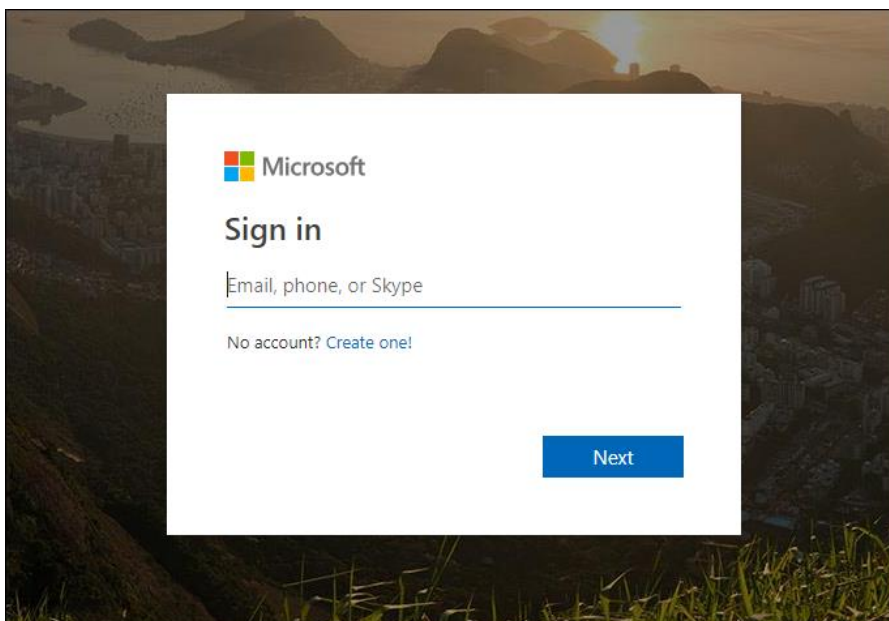 Microsoft
Sign in
Email, phone, or Skype
No account? Create one!
Next